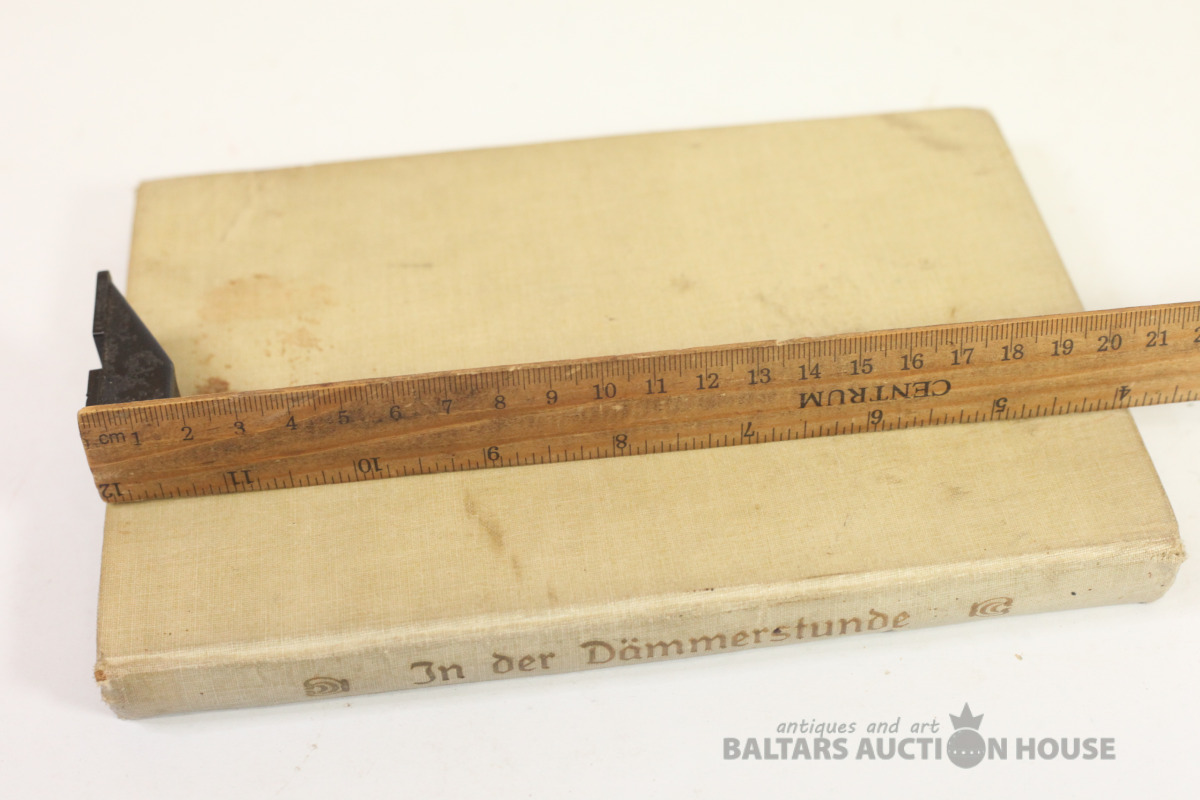 cm 1 2 3 4 5 6 7 8 9 10 11 12 13 14 15 16 17 18 19 20 21
CENTRUM
12 11 10 9 8 7 6 5 4
In der Dämmerstunde
antiques and art
BALTARS AUCTION HOUSE